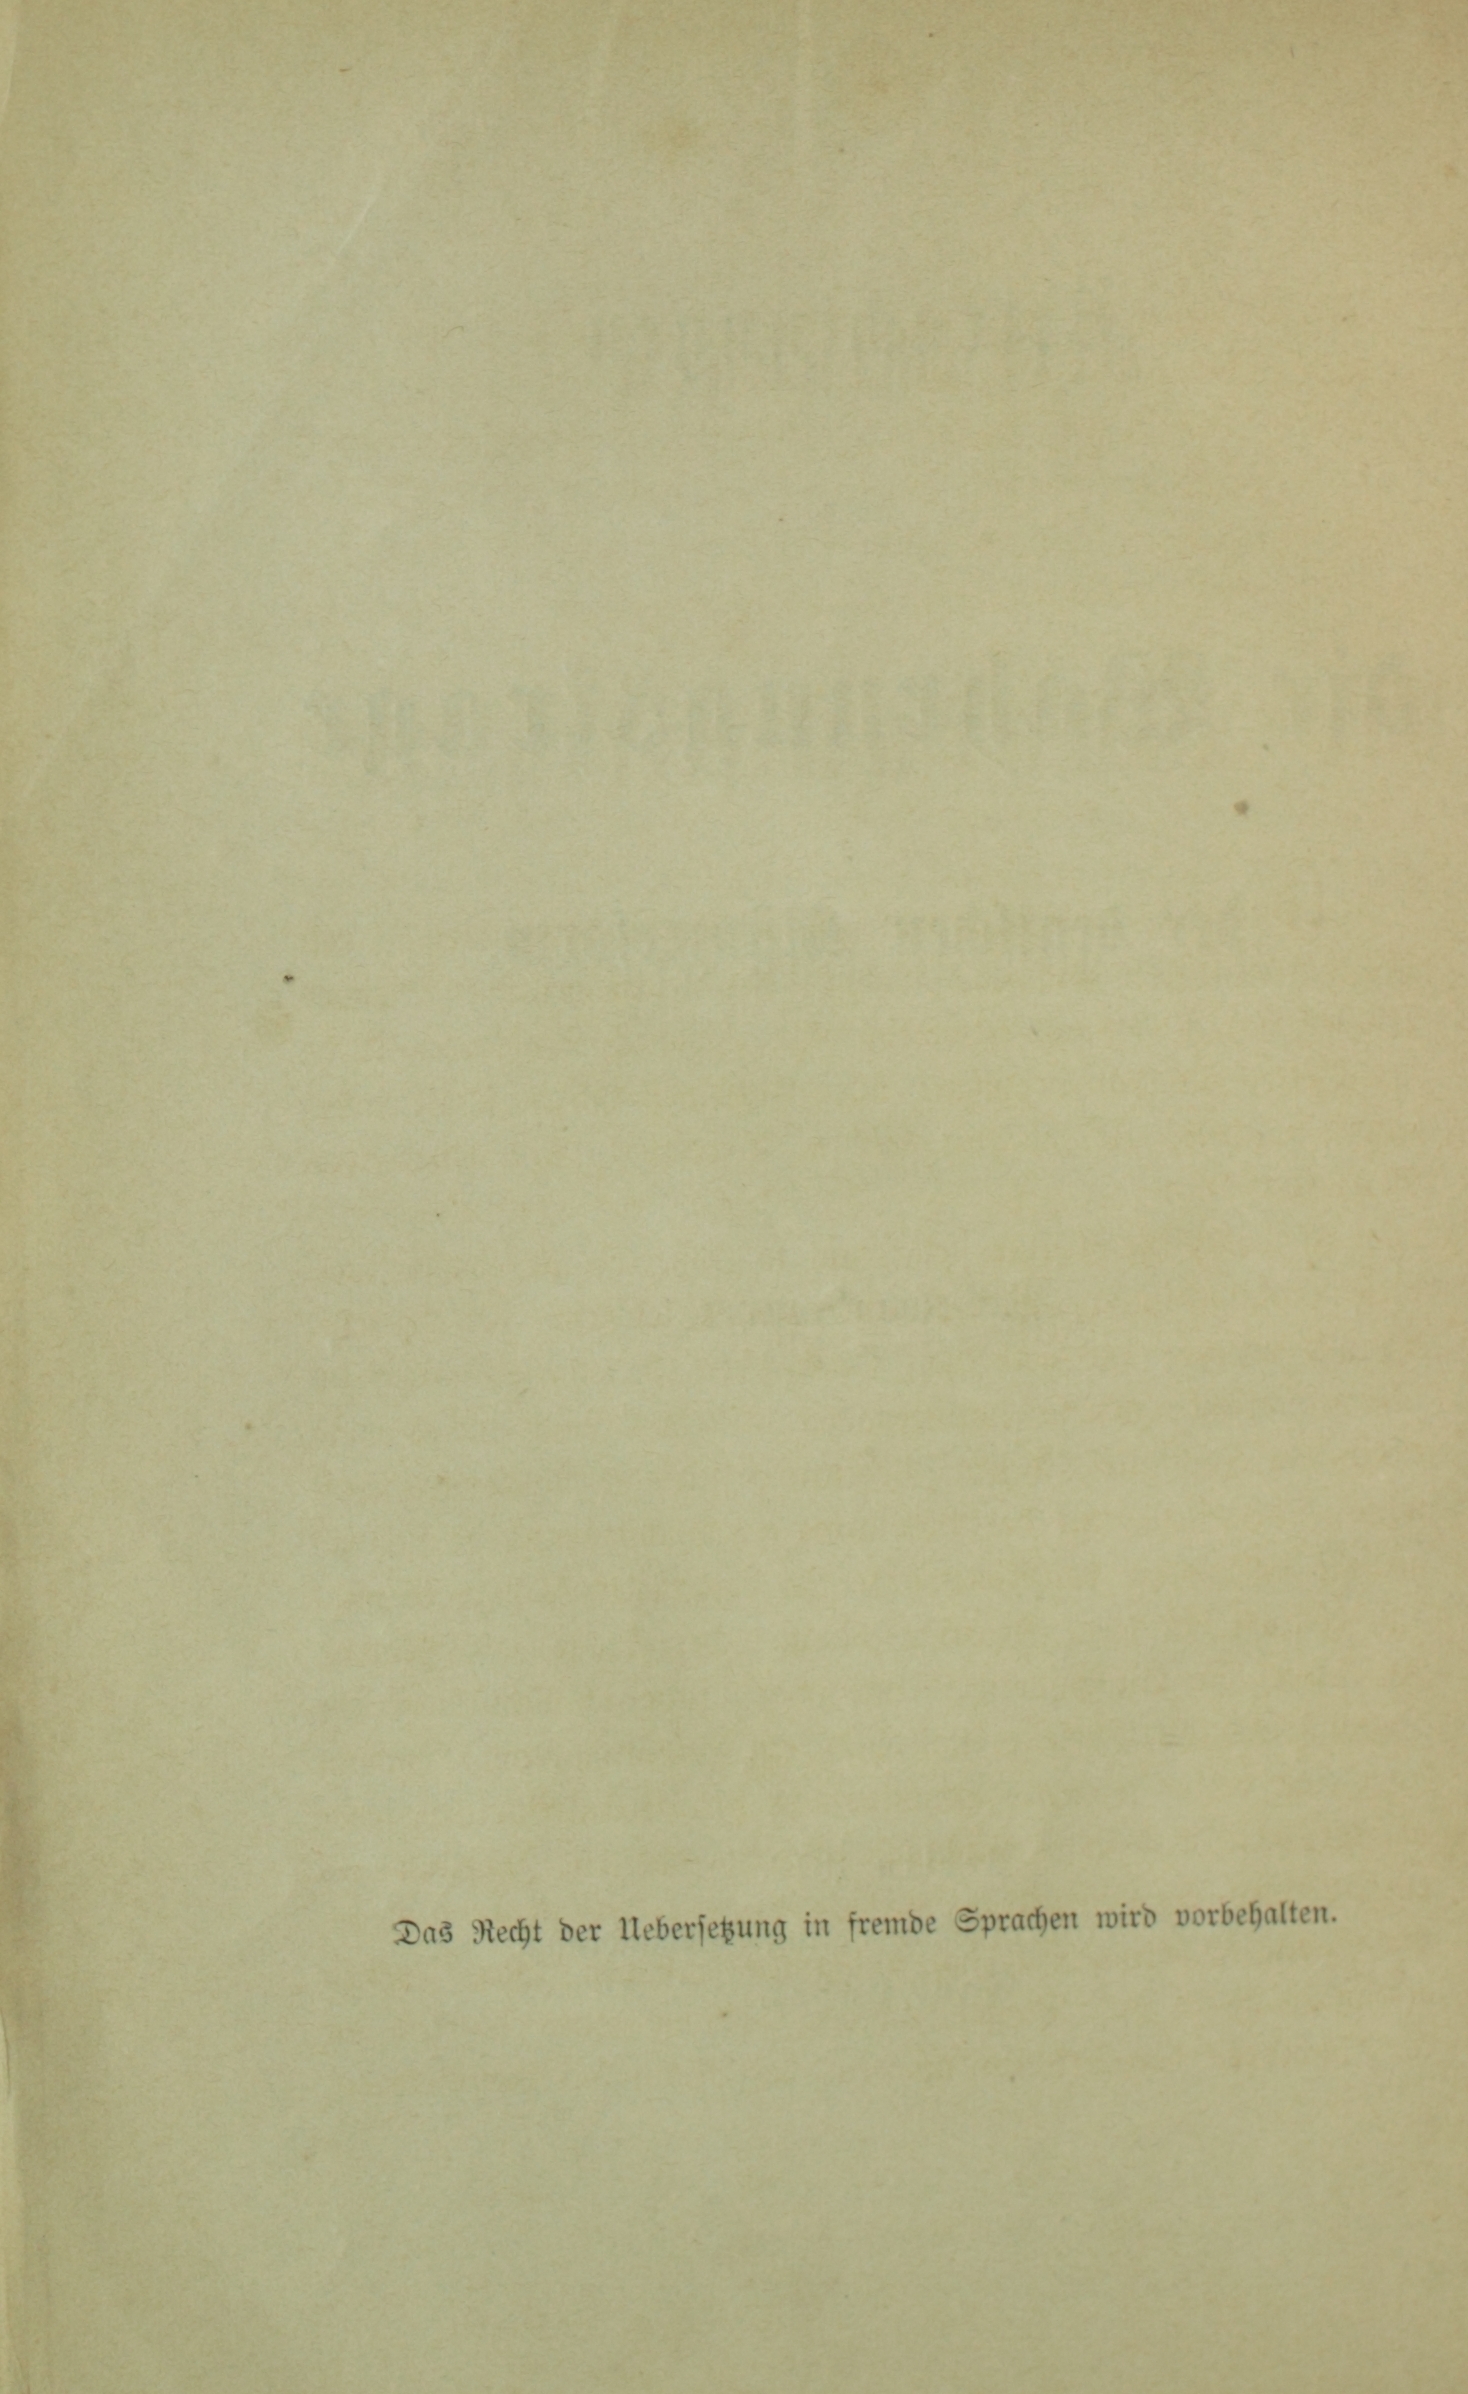 Das Recht der Uebersetzung in fremde Sprachen wird vorbehalten.